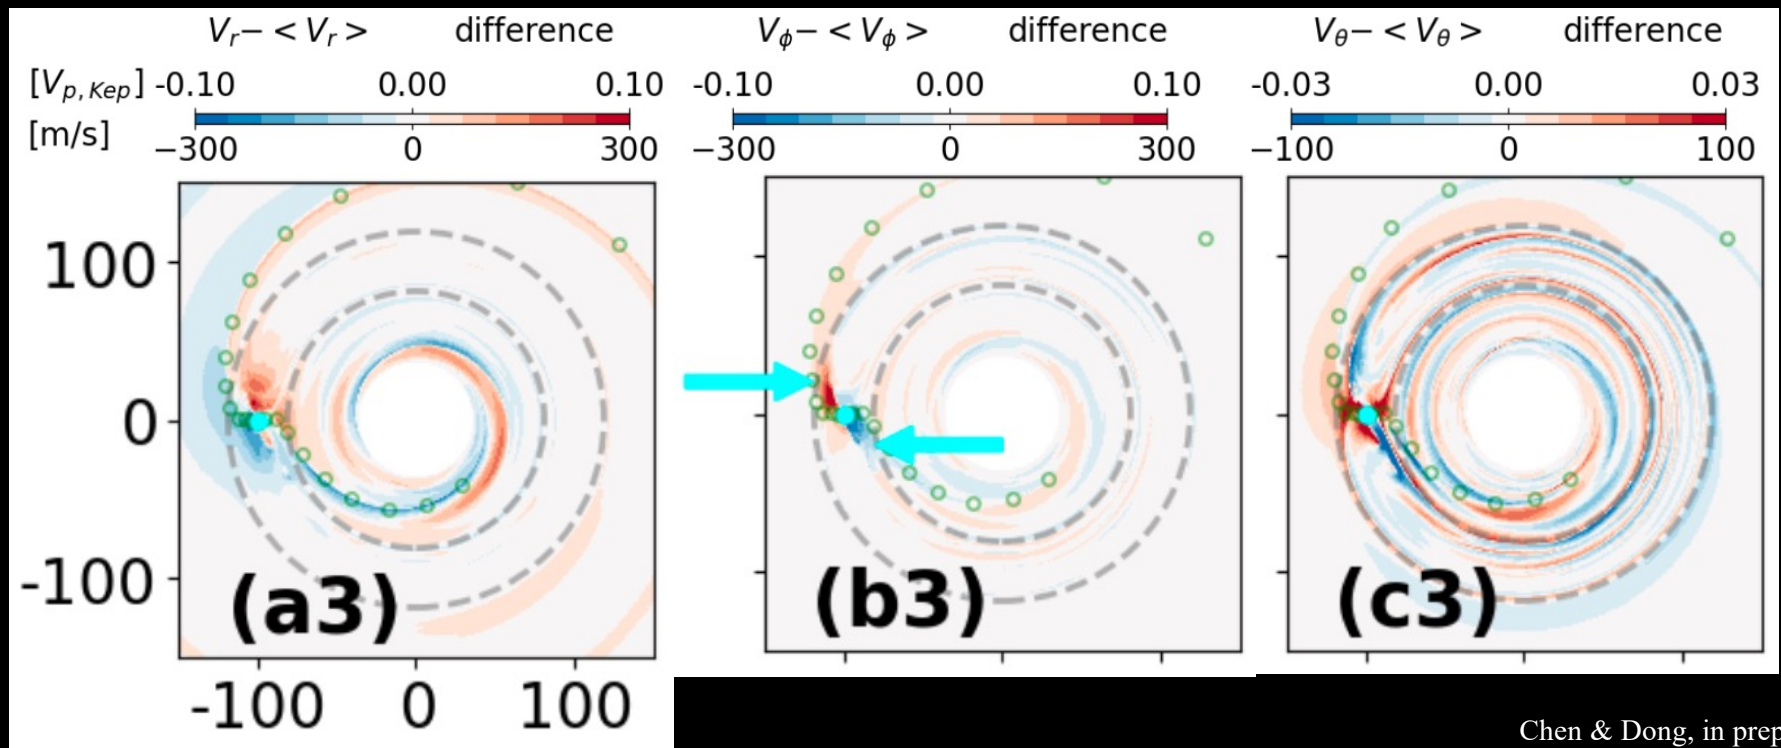 V_r− <V_r> difference
V_ϕ− <V_ϕ> difference
V_θ− <V_θ> difference
[V_{p, Kep}] -0.10 0.00 0.10
-0.10 0.00 0.10
-0.03 0.00 0.03
[m/s] −300 0 300
−300 0 300
−100 0 100
100
0
-100
(a3)
(b3)
(c3)
-100 0 100
Chen & Dong, in prep